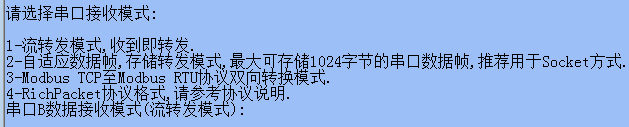 请选择串口接收模式:
1-流转发模式,收到即转发.
2-自适应数据帧,存储转发模式,最大可存储1024字节的串口数据帧,推荐用于Socket方式.
3-Modbus TCP至Modbus RTU协议双向转换模式.
4-RichPacket协议格式,请参考协议说明.
串口B数据接收模式(流转发模式):